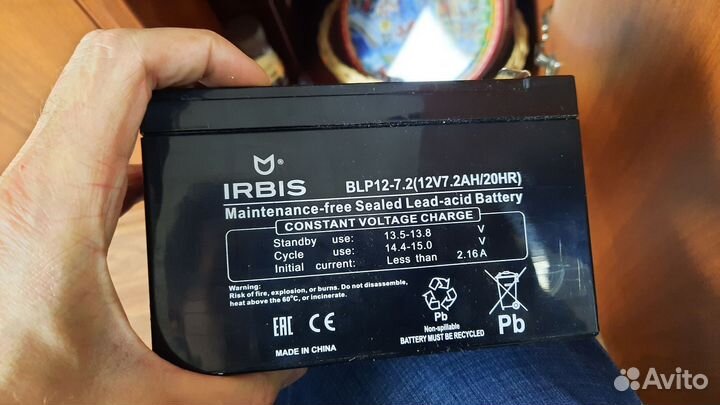 IRBIS®
BLP12-7.2(12V7.2AH/20HR)
Maintenance-free Sealed Lead-acid Battery
CONSTANT VOLTAGE CHARGE
Standby use: 13.5-13.8 V
Cycle use: 14.4-15.0 V
Initial current: Less than 2.16A
Warning:
Risk of fire, explosion, or burns. Do not disassemble,
heat above the 60°C, or incinerate.
EAC CE
MADE IN CHINA
Pb
Non-spillable
BATTERY MUST BE RECYCLED
Pb
Avito